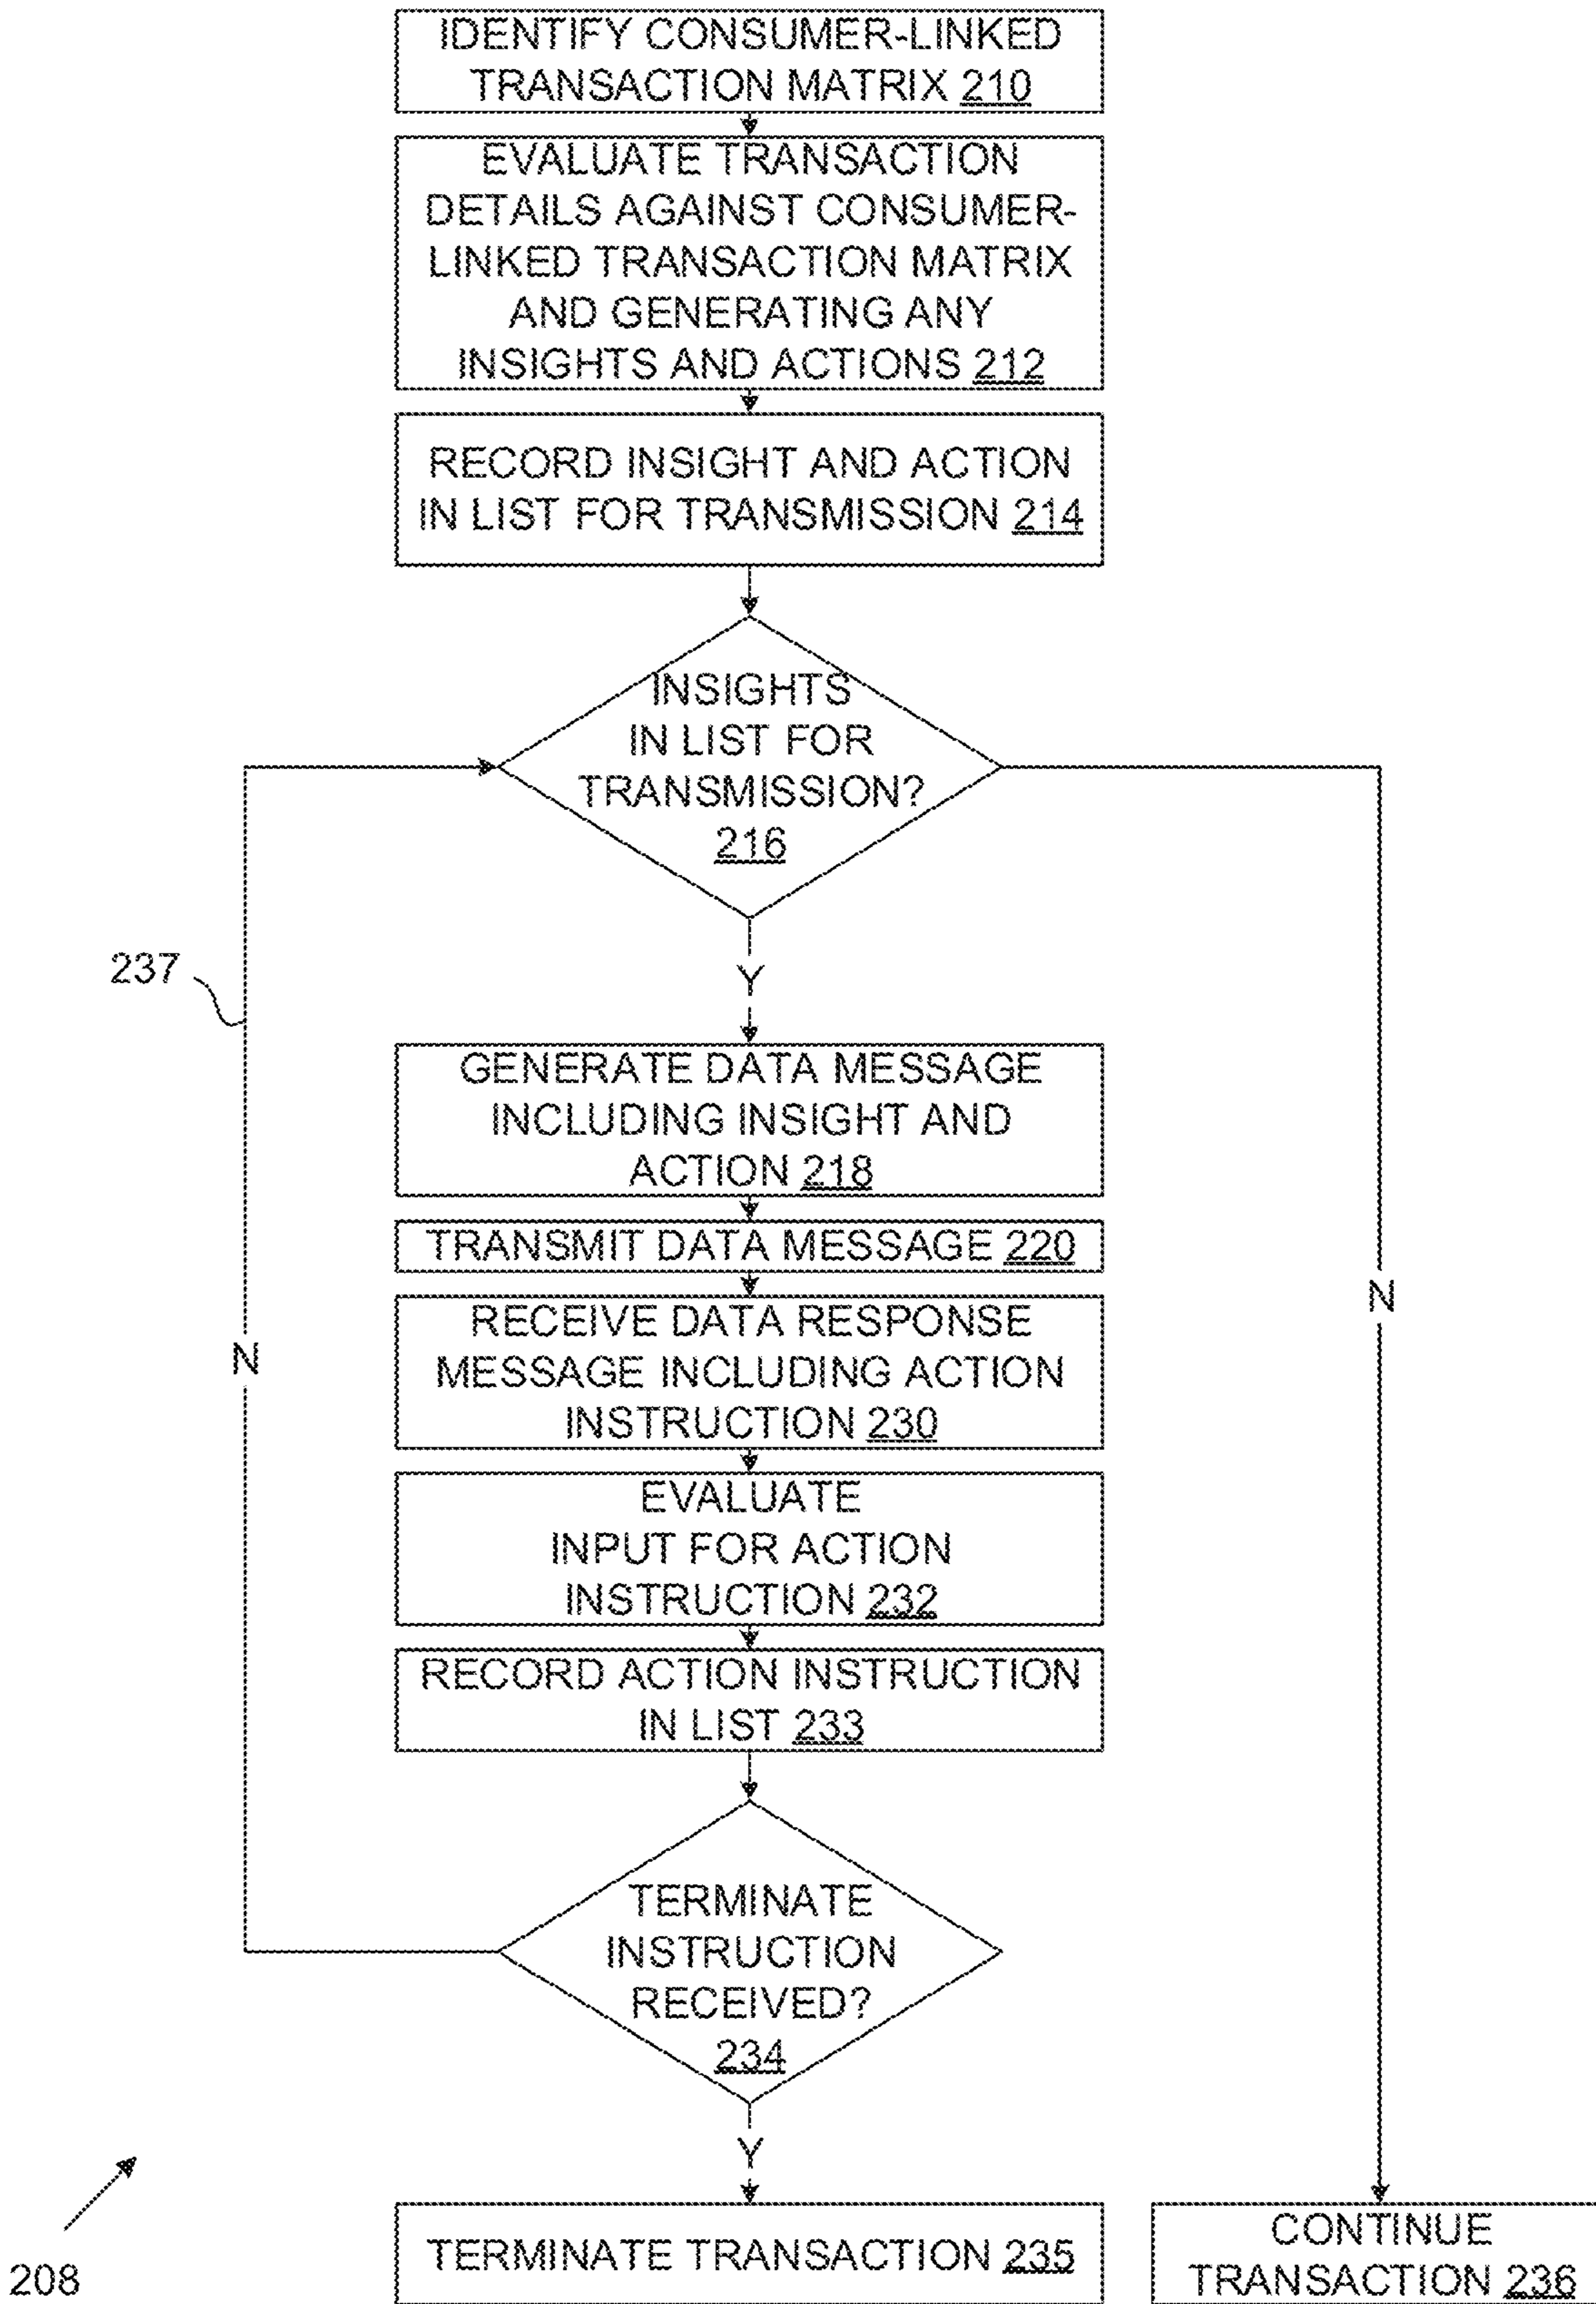 IDENTIFY CONSUMER-LINKED
TRANSACTION MATRIX 210
EVALUATE TRANSACTION
DETAILS AGAINST CONSUMER-
LINKED TRANSACTION MATRIX
AND GENERATING ANY
INSIGHTS AND ACTIONS 212
RECORD INSIGHT AND ACTION
IN LIST FOR TRANSMISSION 214
INSIGHTS
IN LIST FOR
TRANSMISSION?
216
237
Y
GENERATE DATA MESSAGE
INCLUDING INSIGHT AND
ACTION 218
TRANSMIT DATA MESSAGE 220
N
RECEIVE DATA RESPONSE
MESSAGE INCLUDING ACTION
INSTRUCTION 230
N
EVALUATE
INPUT FOR ACTION
INSTRUCTION 232
RECORD ACTION INSTRUCTION
IN LIST 233
TERMINATE
INSTRUCTION
RECEIVED?
234
Y
TERMINATE TRANSACTION 235
CONTINUE
TRANSACTION 236
208